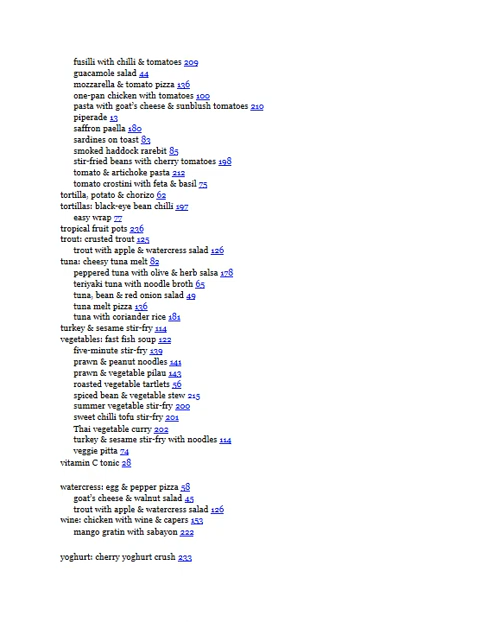 fusilli with chilli & tomatoes 209
guacamole salad 44
mozzarella & tomato pizza 136
one-pan chicken with tomatoes 100
pasta with goat's cheese & sunblush tomatoes 210
piperade 13
saffron paella 180
sardines on toast 83
smoked haddock rarebit 85
stir-fried beans with cherry tomatoes 198
tomato & artichoke pasta 212
tomato crostini with feta & basil 75
tortilla, potato & chorizo 62
tortillas: black-eye bean chilli 197
easy wrap 77
tropical fruit pots 236
trout: crusted trout 125
trout with apple & watercress salad 126
tuna: cheesy tuna melt 82
peppered tuna with olive & herb salsa 178
teriyaki tuna with noodle broth 65
tuna, bean & red onion salad 49
tuna melt pizza 136
tuna with coriander rice 181
turkey & sesame stir-fry 114
vegetables: fast fish soup 122
five-minute stir-fry 139
prawn & peanut noodles 141
prawn & vegetable pilau 143
roasted vegetable tartlets 56
spiced bean & vegetable stew 215
summer vegetable stir-fry 200
sweet chilli tofu stir-fry 201
Thai vegetable curry 202
turkey & sesame stir-fry with noodles 114
veggie pitta 74
vitamin C tonic 28
watercress: egg & pepper pizza 58
goat's cheese & walnut salad 45
trout with apple & watercress salad 126
wine: chicken with wine & capers 153
mango gratin with sabayon 222
yoghurt: cherry yoghurt crush 233